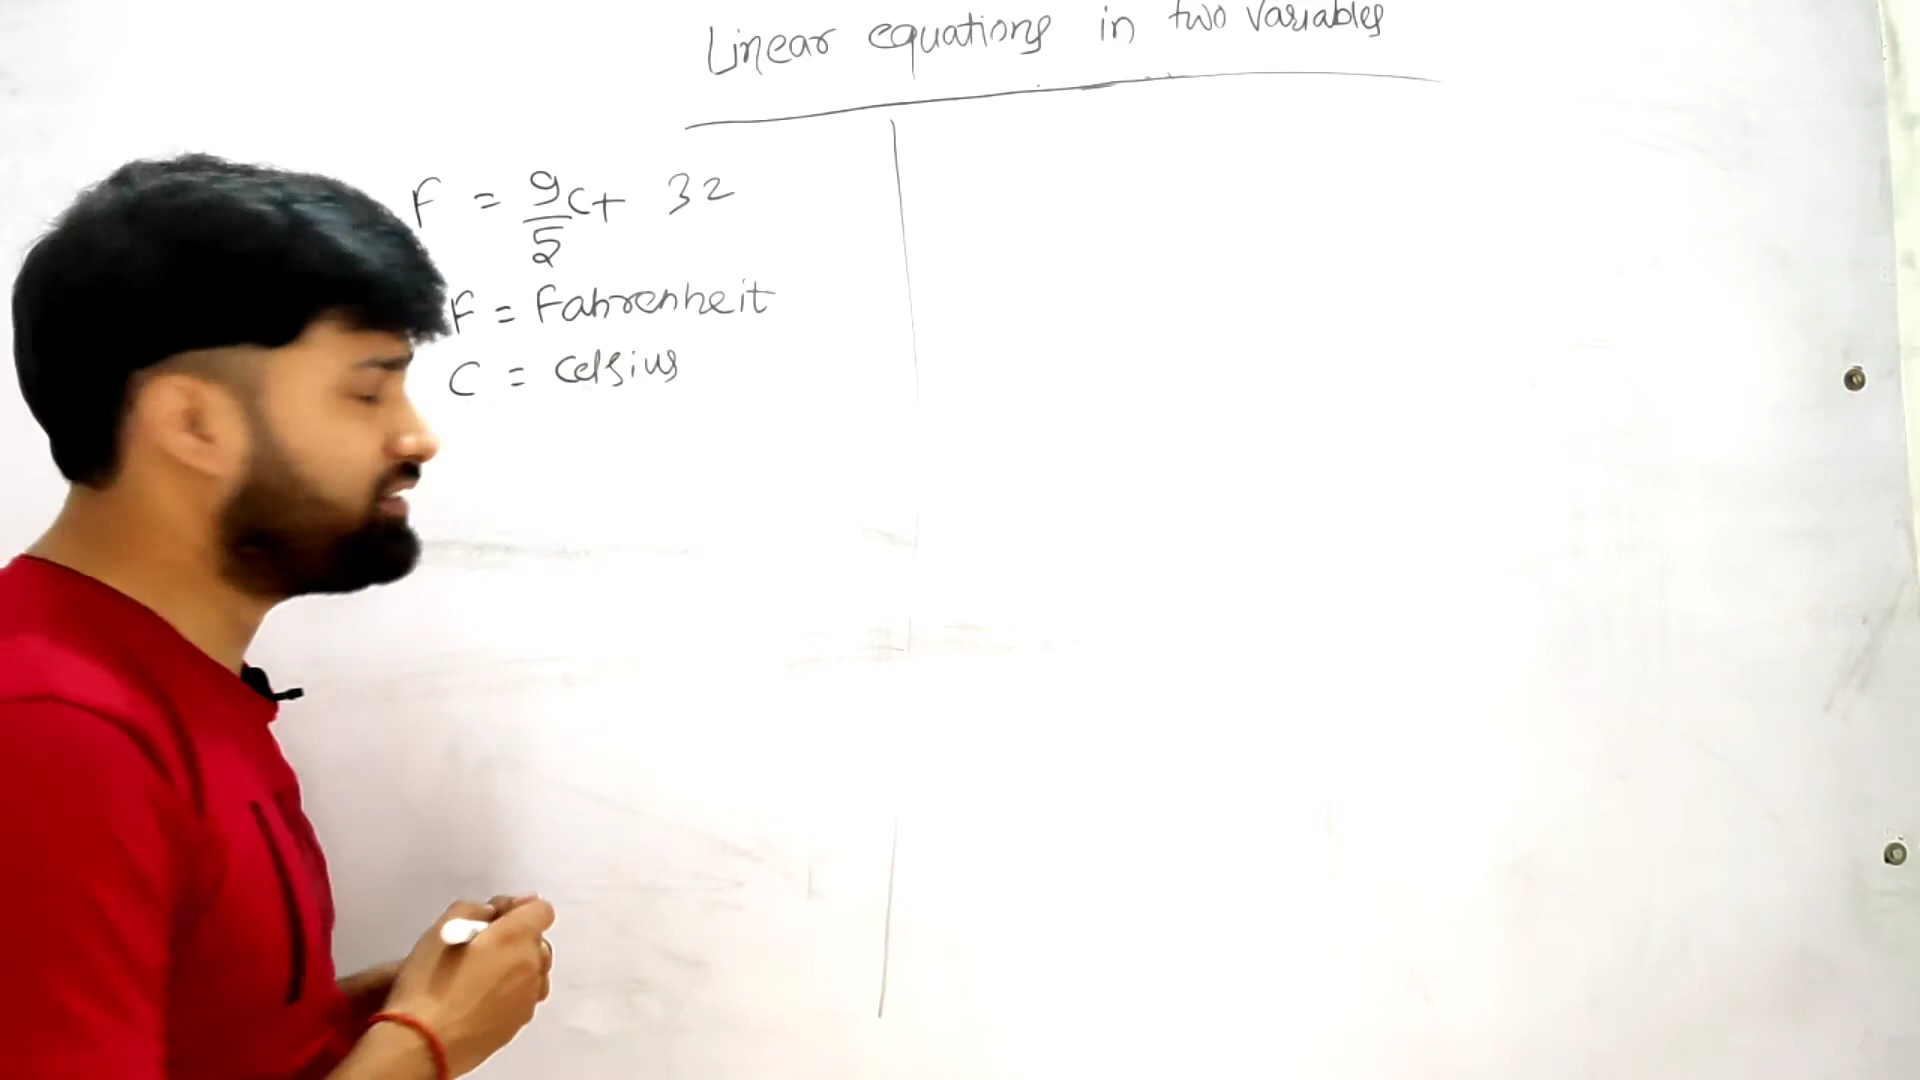 Linear equations in two variables
F = 9/5 C + 32
F = Fahrenheit
C = Celsius